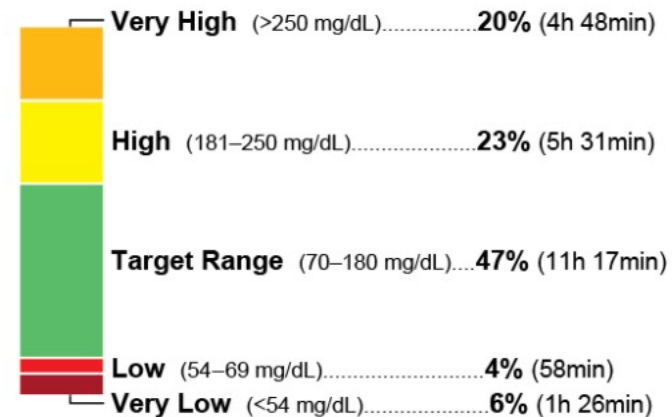 Very High (>250 mg/dL).....................20% (4h 48min)
High (181–250 mg/dL).....................23% (5h 31min)
Target Range (70–180 mg/dL)....47% (11h 17min)
Low (54–69 mg/dL)...........................4% (58min)
Very Low (<54 mg/dL).....................6% (1h 26min)